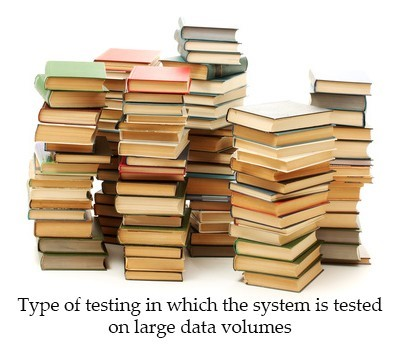 Type of testing in which the system is tested
on large data volumes